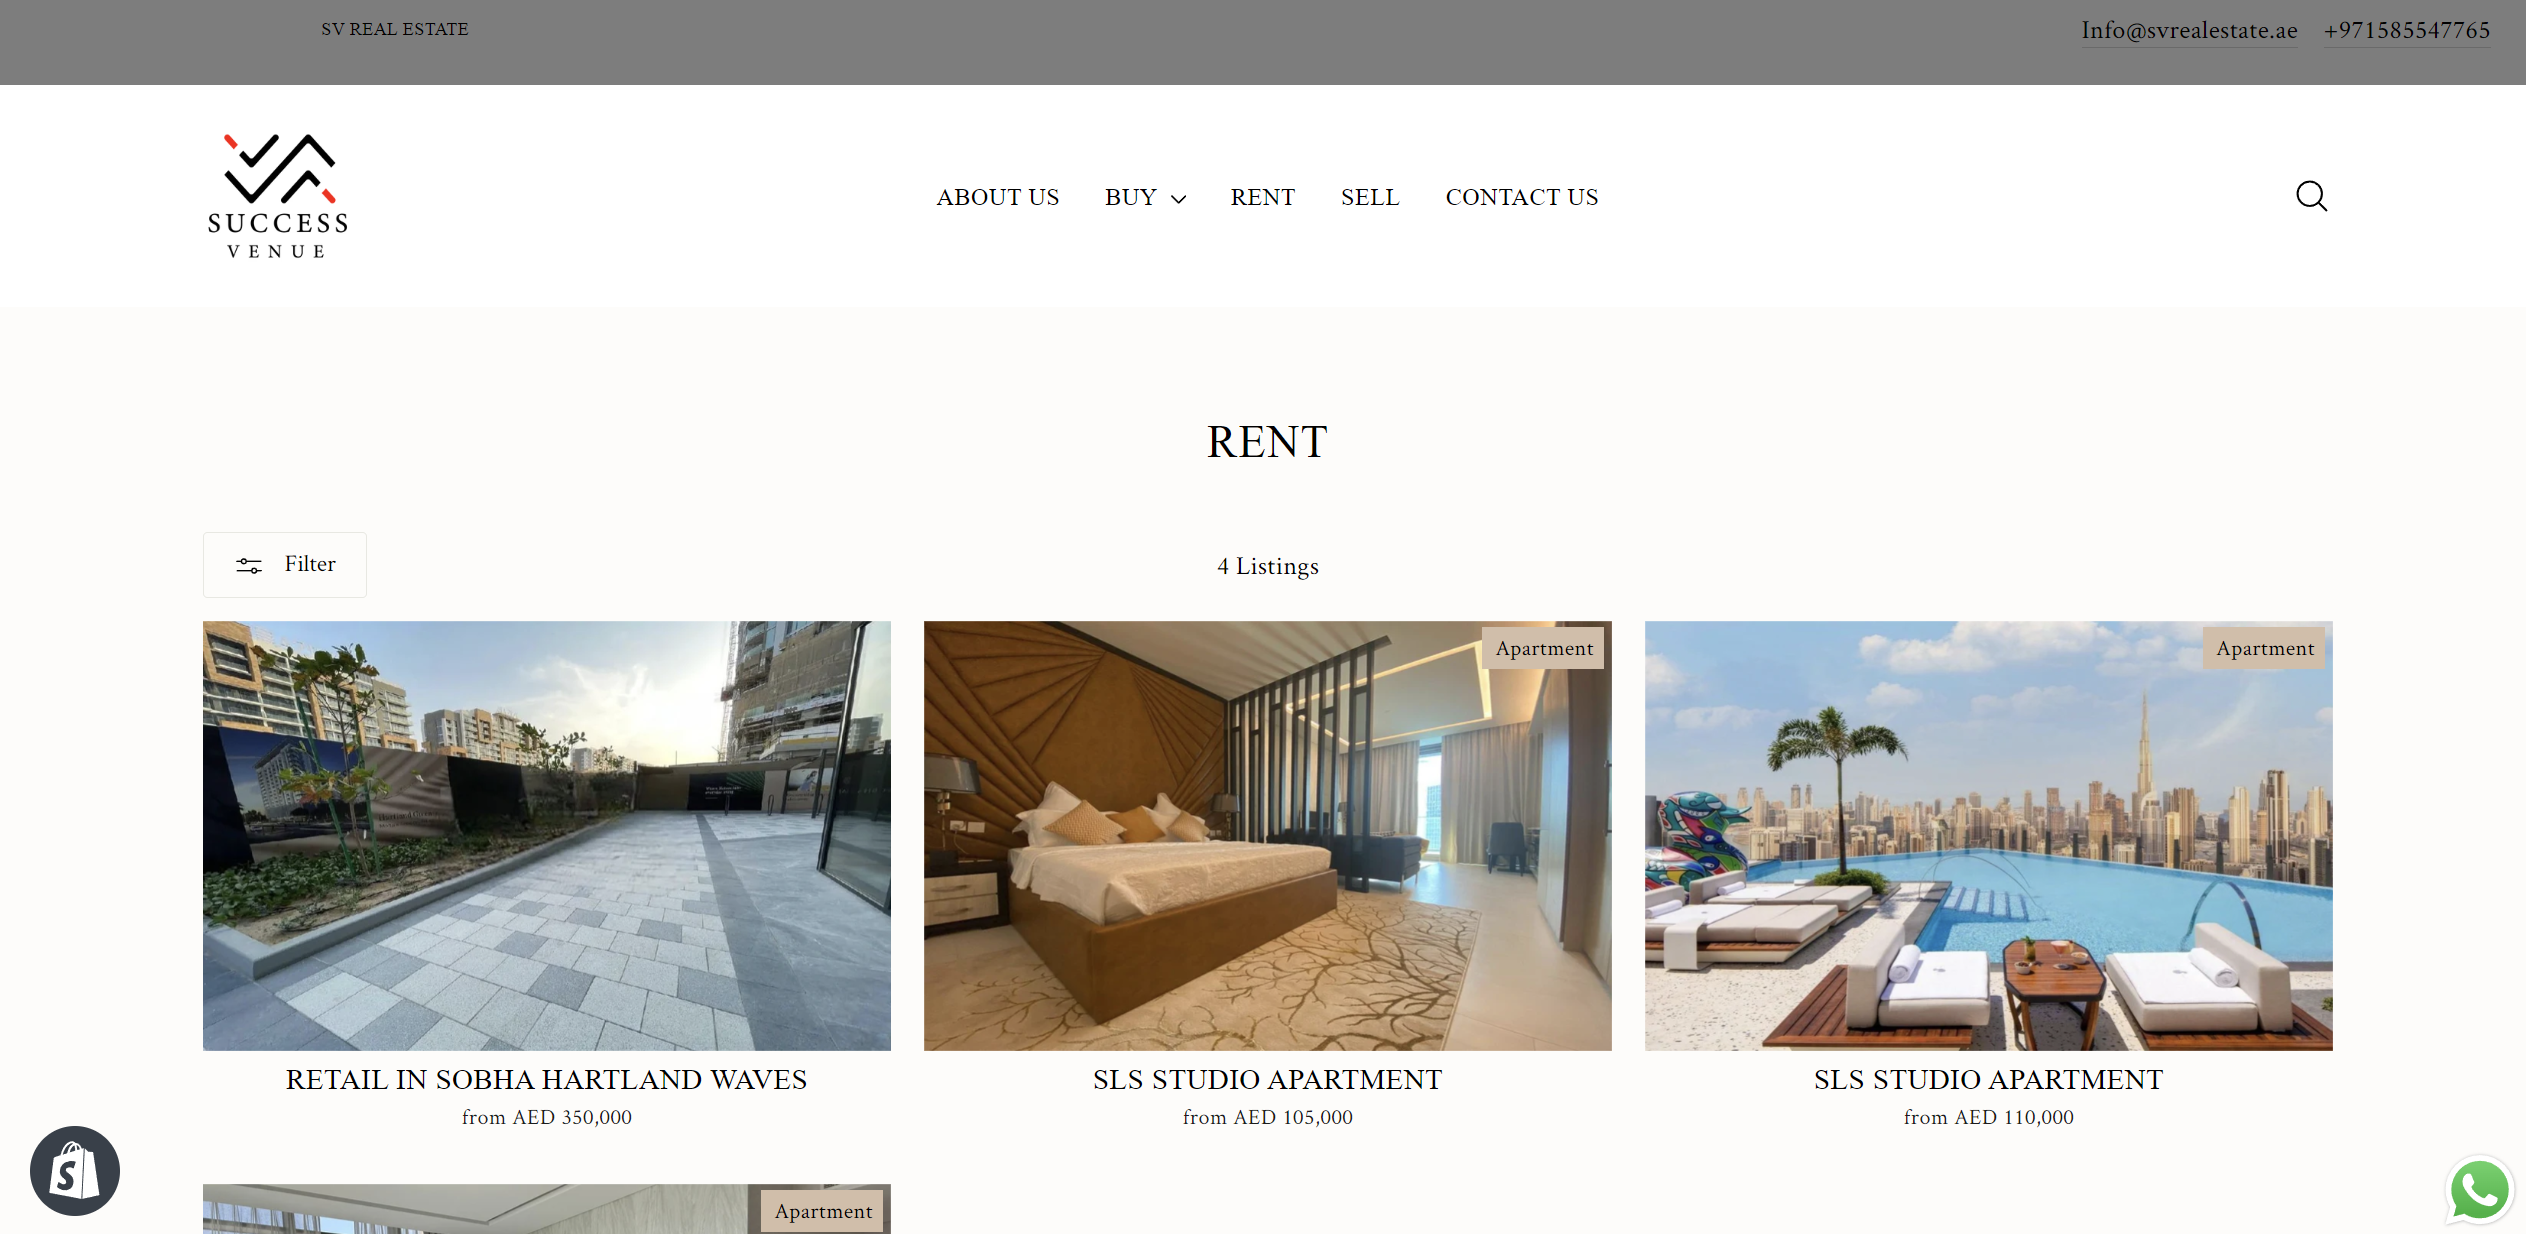 SV REAL ESTATE
Info@svrealestate.ae +971585547765
SUCCESS
VENUE
ABOUT US BUY RENT SELL CONTACT US
RENT
Filter
4 Listings
Apartment
Apartment
RETAIL IN SOBHA HARTLAND WAVES
from AED 350,000
SLS STUDIO APARTMENT
from AED 105,000
SLS STUDIO APARTMENT
from AED 110,000
Apartment